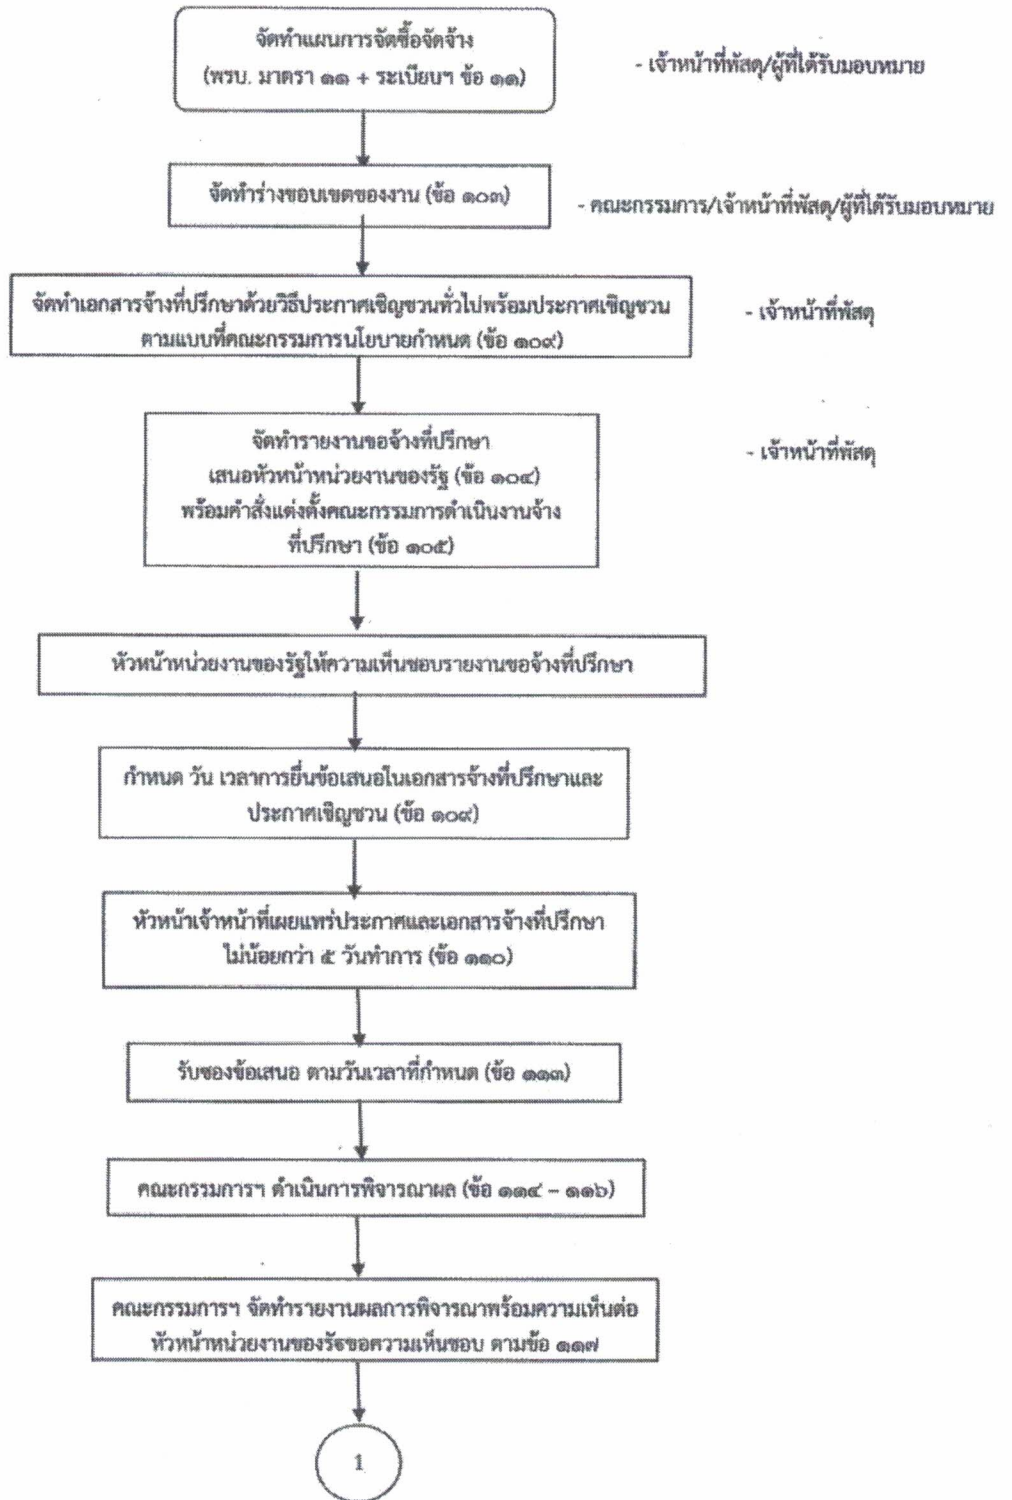 จัดทำแผนการจัดซื้อจัดจ้าง
(พรบ. มาตรา ๑๑ + ระเบียบฯ ข้อ ๑๑)
- เจ้าหน้าที่พัสดุ/ผู้ที่ได้รับมอบหมาย
จัดทำร่างขอบเขตของงาน (ข้อ ๑๐๓)
- คณะกรรมการ/เจ้าหน้าที่พัสดุ/ผู้ที่ได้รับมอบหมาย
จัดทำเอกสารจ้างที่ปรึกษาด้วยวิธีประกาศเชิญชวนทั่วไปพร้อมประกาศเชิญชวน
ตามแบบที่คณะกรรมการนโยบายกำหนด (ข้อ ๑๐๙)
- เจ้าหน้าที่พัสดุ
จัดทำรายงานขอจ้างที่ปรึกษา
เสนอหัวหน้าหน่วยงานของรัฐ (ข้อ ๑๐๔)
พร้อมคำสั่งแต่งตั้งคณะกรรมการดำเนินงานจ้าง
ที่ปรึกษา (ข้อ ๑๐๕)
- เจ้าหน้าที่พัสดุ
หัวหน้าหน่วยงานของรัฐให้ความเห็นชอบรายงานขอจ้างที่ปรึกษา
กำหนด วัน เวลาการยื่นข้อเสนอในเอกสารจ้างที่ปรึกษาและ
ประกาศเชิญชวน (ข้อ ๑๐๙)
หัวหน้าเจ้าหน้าที่เผยแพร่ประกาศและเอกสารจ้างที่ปรึกษา
ไม่น้อยกว่า ๕ วันทำการ (ข้อ ๑๑๐)
รับซองข้อเสนอ ตามวันเวลาที่กำหนด (ข้อ ๑๑๓)
คณะกรรมการฯ ดำเนินการพิจารณาผล (ข้อ ๑๑๔ – ๑๑๖)
คณะกรรมการฯ จัดทำรายงานผลการพิจารณาพร้อมความเห็นต่อ
หัวหน้าหน่วยงานของรัฐขอความเห็นชอบ ตามข้อ ๑๑๗
1